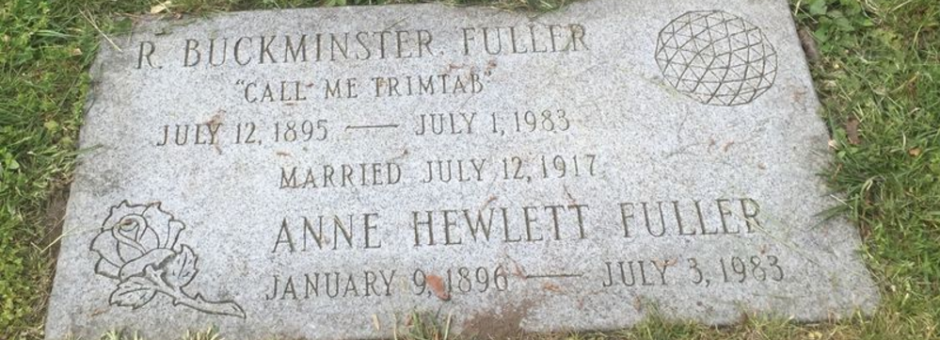 R. BUCKMINSTER FULLER
"CALL ME TRIMTAB"
JULY 12, 1895 — JULY 1, 1983
MARRIED JULY 12, 1917
ANNE HEWLETT FULLER
JANUARY 9, 1896 — JULY 3, 1983